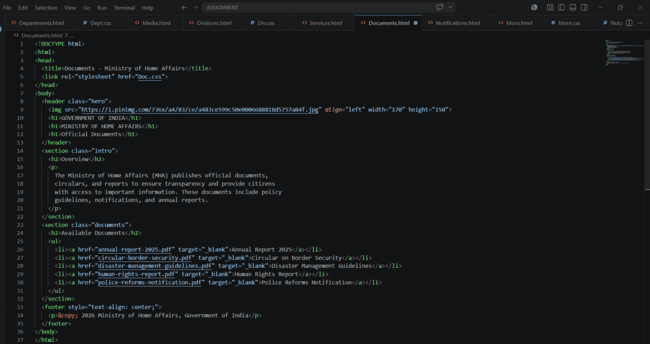 File Edit Selection View Go Run Terminal Help ASSIGNMENT
Departments.html Dept.css Media.html Divisions.html Div.css Services.html Documents.html Notifications.html More.html More.css
Documents.html > ...
1 <!DOCTYPE html>
2 <html>
3 <head>
4 <title>Documents - Ministry of Home Affairs</title>
5 <link rel="stylesheet" href="Doc.css">
6 </head>
7 <body>
8 <header class="hero">
9 <img src="https://i.pinimg.com/736x/a4/83/ce/a483ce599c50e0006688818d5757a84f.jpg" align="left" width="170" height="150">
10 <h1>GOVERNMENT OF INDIA</h1>
11 <h1>MINISTRY OF HOME AFFAIRS</h1>
12 <h1>Official Documents</h1>
13 </header>
14 <section class="intro">
15 <h2>Overview</h2>
16 <p>
17 The Ministry of Home Affairs (MHA) publishes official documents,
18 circulars, and reports to ensure transparency and provide citizens
19 with access to important information. These documents include policy
20 guidelines, notifications, and annual reports.
21 </p>
22 </section>
23 <section class="documents">
24 <h2>Available Documents</h2>
25 <ul>
26 <li><a href="annual-report-2025.pdf" target="_blank">Annual Report 2025</a></li>
27 <li><a href="circular-border-security.pdf" target="_blank">Circular on Border Security</a></li>
28 <li><a href="disaster-management-guidelines.pdf" target="_blank">Disaster Management Guidelines</a></li>
29 <li><a href="human-rights-report.pdf" target="_blank">Human Rights Report</a></li>
30 <li><a href="police-reforms-notification.pdf" target="_blank">Police Reforms Notification</a></li>
31 </ul>
32 </section>
33 <footer style="text-align: center;">
34 <p>&copy; 2026 Ministry of Home Affairs, Government of India</p>
35 </footer>
36 </body>
37 </html>